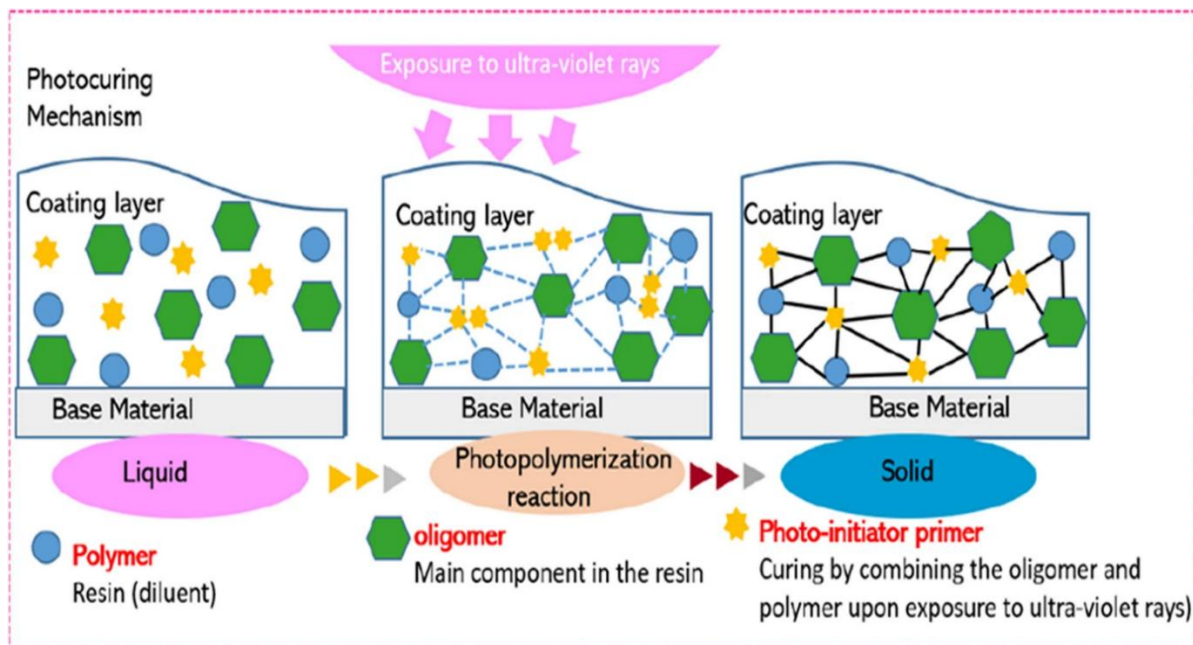 Exposure to ultra-violet rays
Photocuring
Mechanism
Coating layer
Coating layer
Coating layer
Base Material
Base Material
Base Material
Liquid
Photopolymerization
reaction
Solid
Polymer
Resin (diluent)
oligomer
Main component in the resin
Photo-initiator primer
Curing by combining the oligomer and
polymer upon exposure to ultra-violet rays)